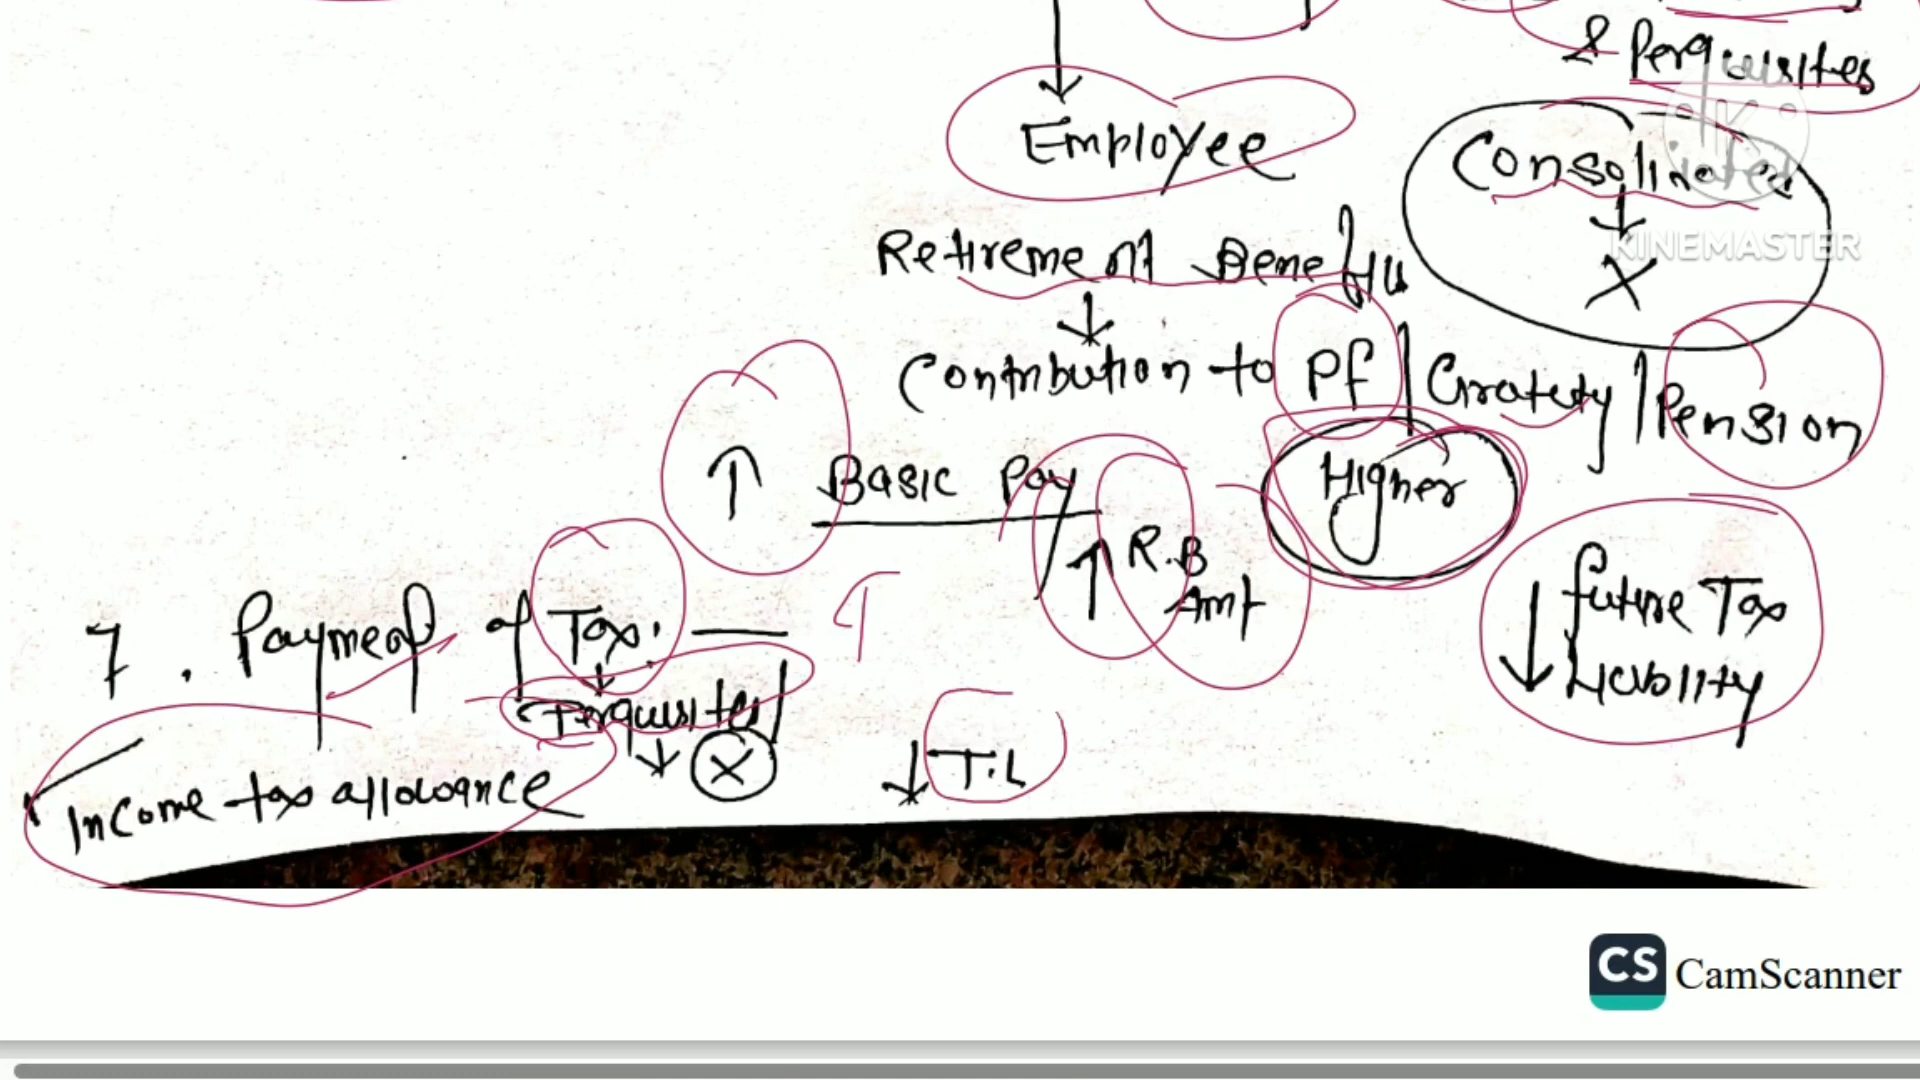 & Perquisites
Employee
Consolidated
X
KINEMASTER
Retirement Benefits
Contribution to PF | Gratuty | Pension
↑ Basic Pay
Higher
↑ R.B
Amt
↓ future Tax
Liability
7. Payment of Tax. —
Perquisites
X
Income tax allowance
↓ T.L
CS CamScanner